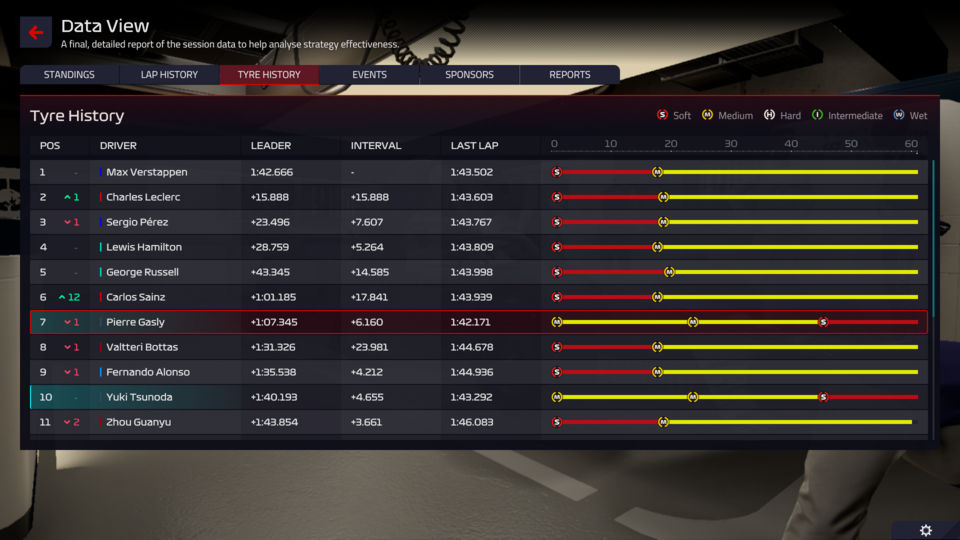 Data View
A final, detailed report of the session data to help analyse strategy effectiveness.
STANDINGS LAP HISTORY TYRE HISTORY EVENTS SPONSORS REPORTS
Tyre History S Soft M Medium H Hard I Intermediate W Wet
POS DRIVER LEADER INTERVAL LAST LAP 0 10 20 30 40 50 60
1 - Max Verstappen 1:42.666 - 1:43.502 S M
2 1 Charles Leclerc +15.888 +15.888 1:43.603 S M
3 1 Sergio Pérez +23.496 +7.607 1:43.767 S M
4 - Lewis Hamilton +28.759 +5.264 1:43.809 S M
5 - George Russell +43.345 +14.585 1:43.998 S M
6 12 Carlos Sainz +1:01.185 +17.841 1:43.939 S M
7 1 Pierre Gasly +1:07.345 +6.160 1:42.171 M M S
8 1 Valtteri Bottas +1:31.326 +23.981 1:44.678 S M
9 1 Fernando Alonso +1:35.538 +4.212 1:44.936 S M
10 - Yuki Tsunoda +1:40.193 +4.655 1:43.292 M M S
11 2 Zhou Guanyu +1:43.854 +3.661 1:46.083 S M